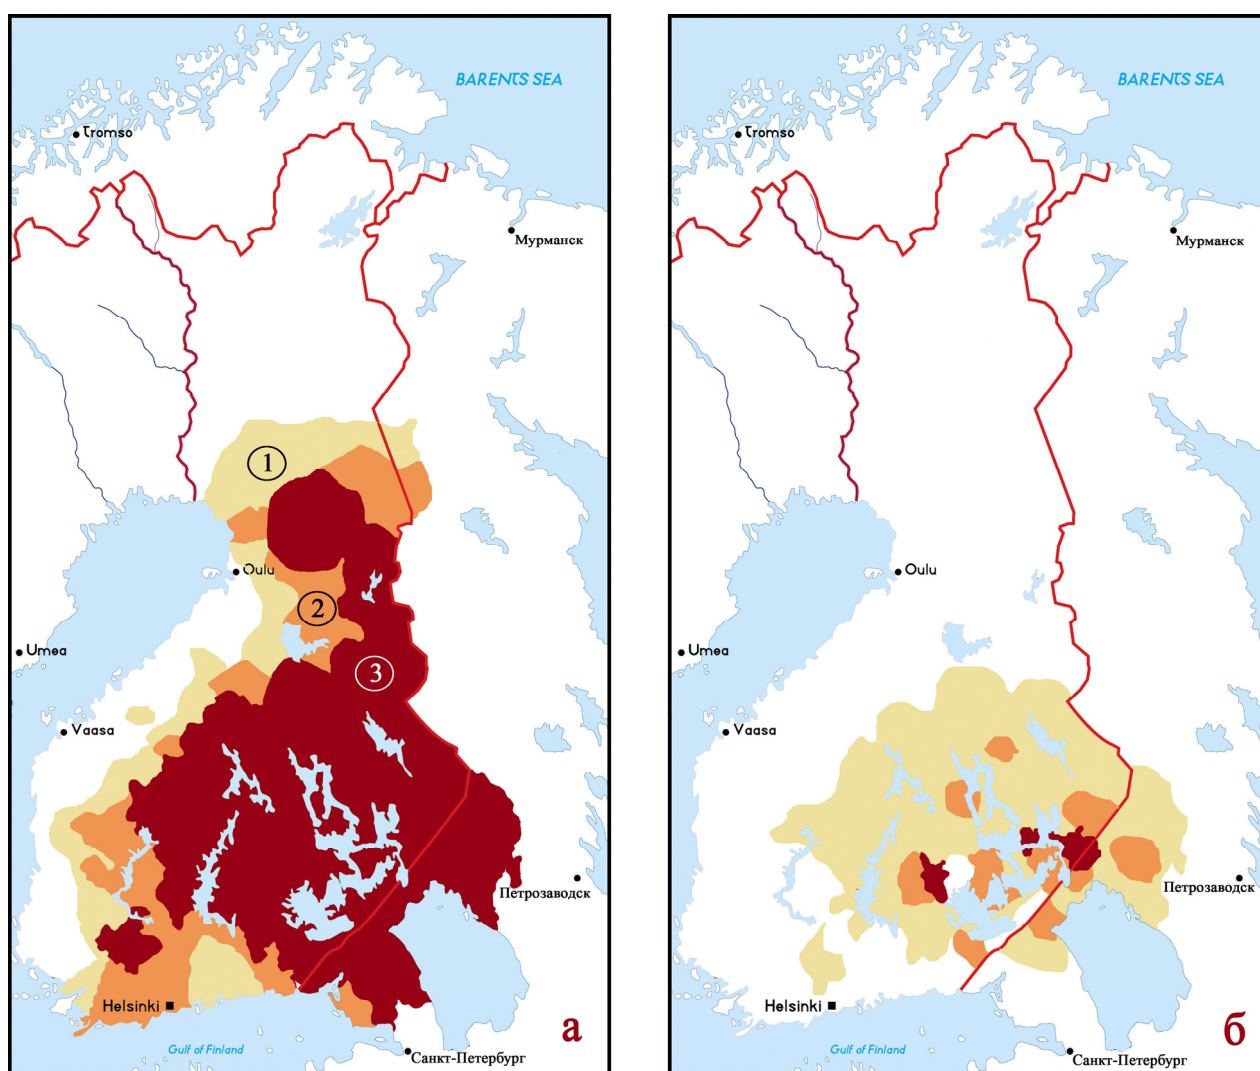 BARENTS SEA
Tromso
Мурманск
1
Oulu
2
Umea
3
Vaasa
Петрозаводск
Helsinki
а
Gulf of Finland
Санкт-Петербург
BARENTS SEA
Tromso
Мурманск
Oulu
Umea
Vaasa
Петрозаводск
Helsinki
б
Gulf of Finland
Санкт-Петербург